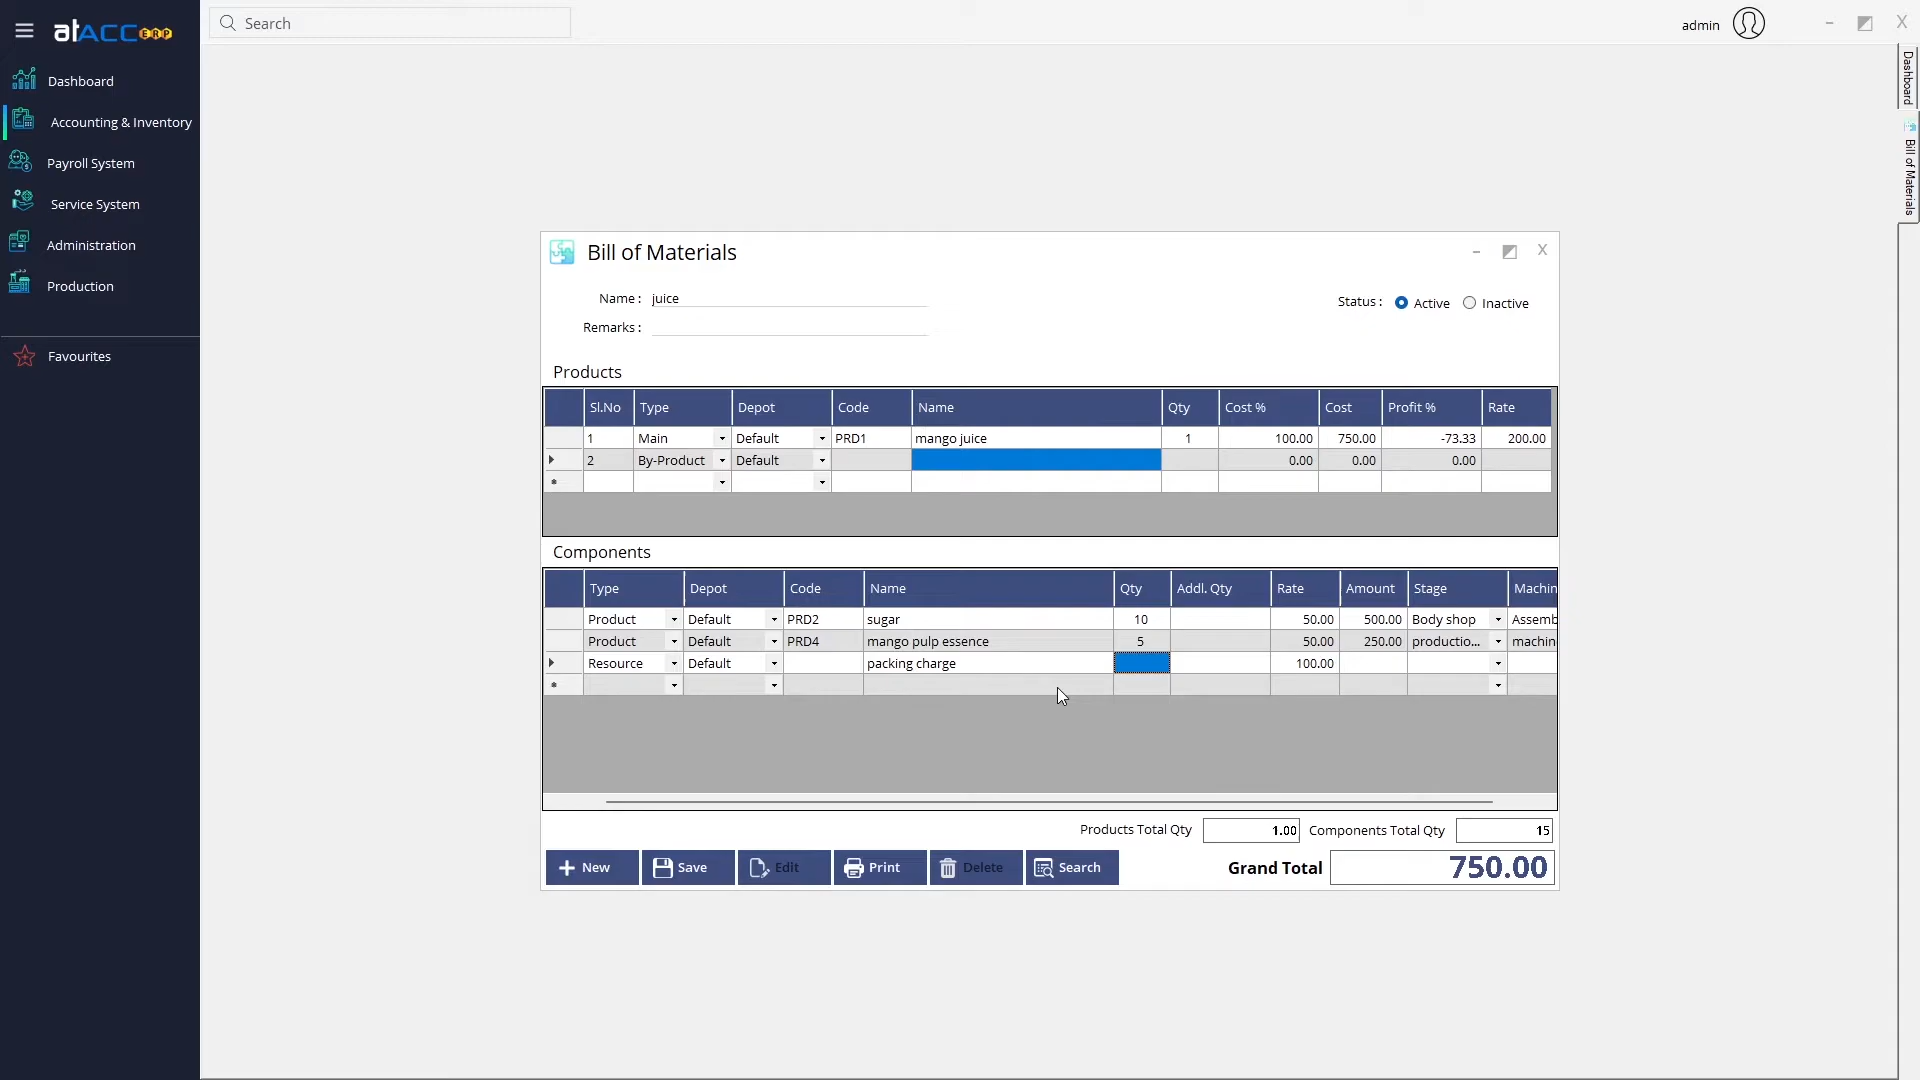 atACC ERP
Search
admin
X
Dashboard
Accounting & Inventory
Payroll System
Service System
Administration
Production
Favourites
Dashboard
Bill of Materials
Bill of Materials
X
Name : juice
Status : Active Inactive
Remarks :
Products
Sl.No Type Depot Code Name Qty Cost % Cost Profit % Rate
1 Main Default PRD1 mango juice 1 100.00 750.00 -73.33 200.00
2 By-Product Default 0.00 0.00 0.00
*
Components
Type Depot Code Name Qty Addl. Qty Rate Amount Stage Machin
Product Default PRD2 sugar 10 50.00 500.00 Body shop Assemb
Product Default PRD4 mango pulp essence 5 50.00 250.00 productio... machin
Resource Default packing charge 100.00
*
Products Total Qty 1.00 Components Total Qty 15
New Save Edit Print Delete Search Grand Total 750.00